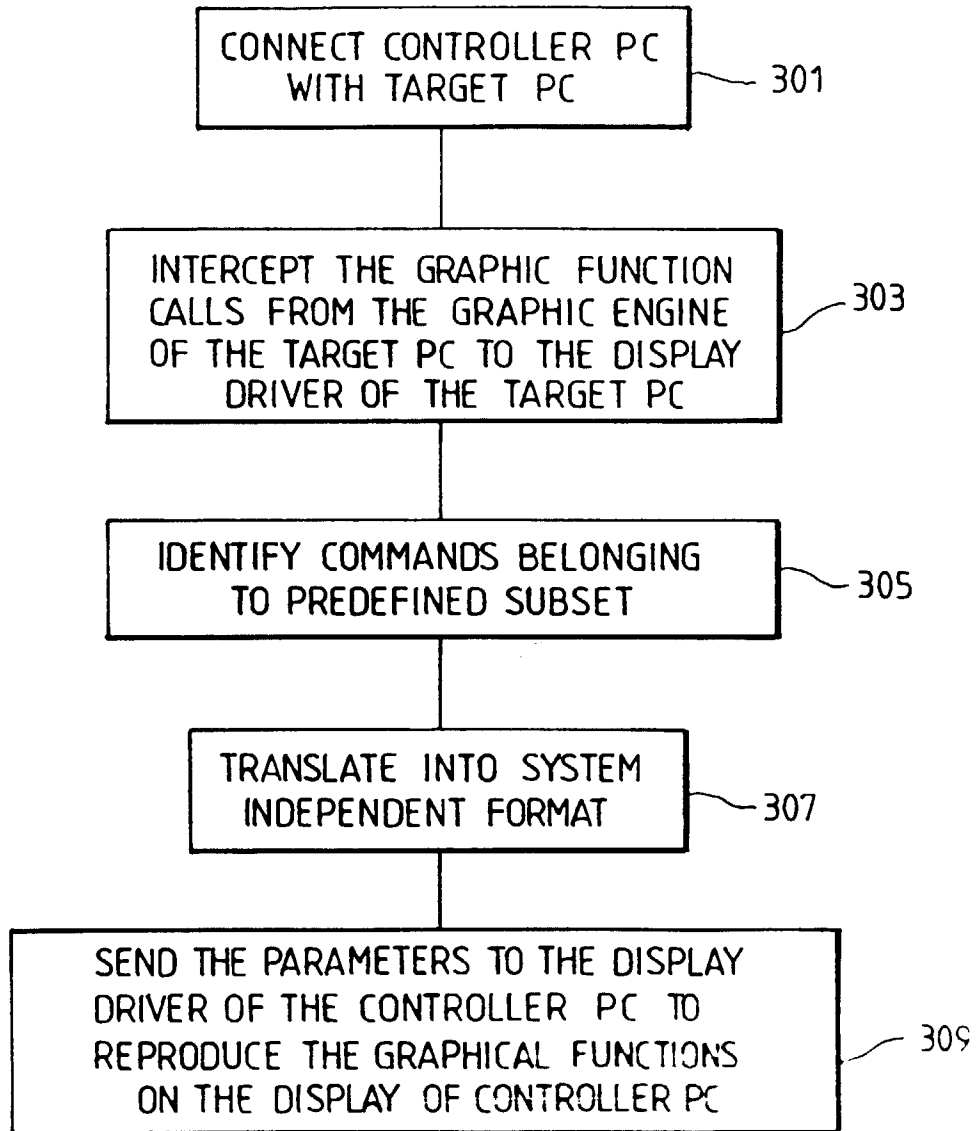 CONNECT CONTROLLER PC
WITH TARGET PC
301
INTERCEPT THE GRAPHIC FUNCTION
CALLS FROM THE GRAPHIC ENGINE
OF THE TARGET PC TO THE DISPLAY
DRIVER OF THE TARGET PC
303
IDENTIFY COMMANDS BELONGING
TO PREDEFINED SUBSET
305
TRANSLATE INTO SYSTEM
INDEPENDENT FORMAT
307
SEND THE PARAMETERS TO THE DISPLAY
DRIVER OF THE CONTROLLER PC TO
REPRODUCE THE GRAPHICAL FUNCTIONS
ON THE DISPLAY OF CONTROLLER PC
309